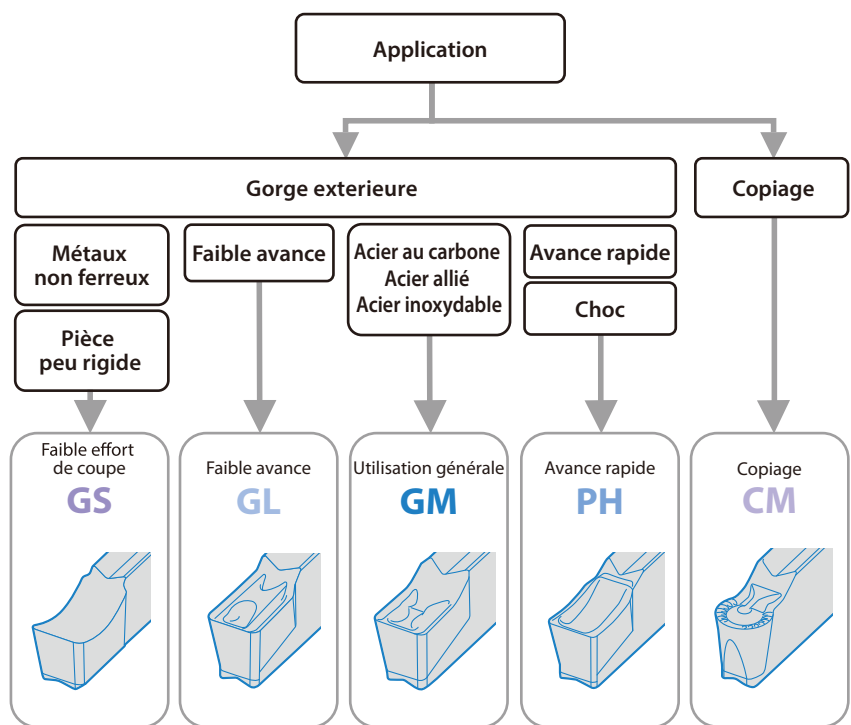 Application
Gorge exterieure
Copiage
Métaux
non ferreux
Pièce
peu rigide
Faible avance
Acier au carbone
Acier allié
Acier inoxydable
Avance rapide
Choc
Faible effort
de coupe
GS
Faible avance
GL
Utilisation générale
GM
Avance rapide
PH
Copiage
CM